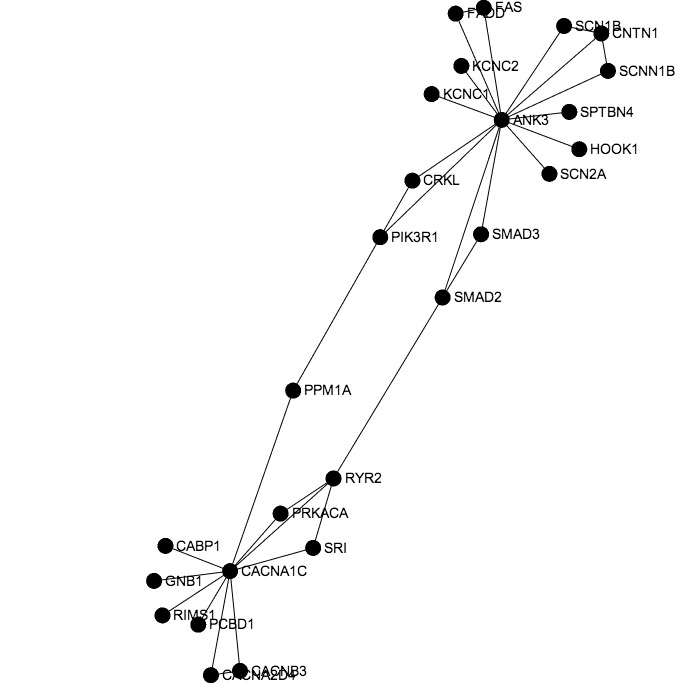 FAS
FADD
SCN1B
CNTN1
KCNC2
SCNN1B
KCNC1
SPTBN4
ANK3
HOOK1
SCN2A
CRKL
SMAD3
PIK3R1
SMAD2
PPM1A
RYR2
PRKACA
CABP1
SRI
CACNA1C
GNB1
RIMS1
PCBD1
CACNB3
CACNA2D4